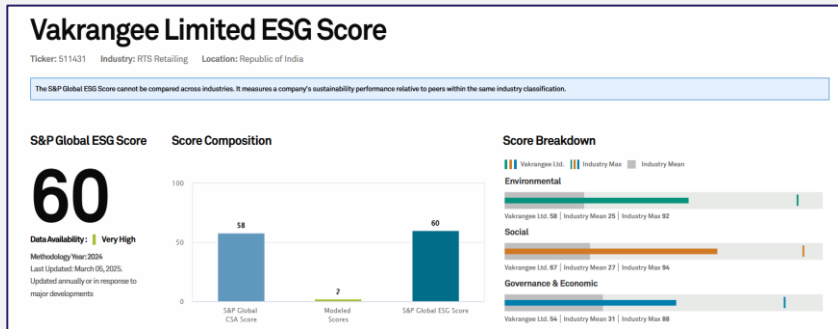 Vakrangee Limited ESG Score
Ticker: 511431 Industry: RTS Retailing Location: Republic of India
The S&P Global ESG Score cannot be compared across industries. It measures a company's sustainability performance relative to peers within the same industry classification.
S&P Global ESG Score
60
Data Availability: Very High
Methodology Year: 2024
Last Updated: March 05, 2025.
Updated annually or in response to
major developments
Score Composition
100
50
0
58
2
60
S&P Global
CSA Score
Modeled
Scores
S&P Global ESG Score
Score Breakdown
Vakrangee Ltd. Industry Max Industry Mean
Environmental
Vakrangee Ltd. 58 | Industry Mean 25 | Industry Max 92
Social
Vakrangee Ltd. 67 | Industry Mean 27 | Industry Max 94
Governance & Economic
Vakrangee Ltd. 54 | Industry Mean 31 | Industry Max 88